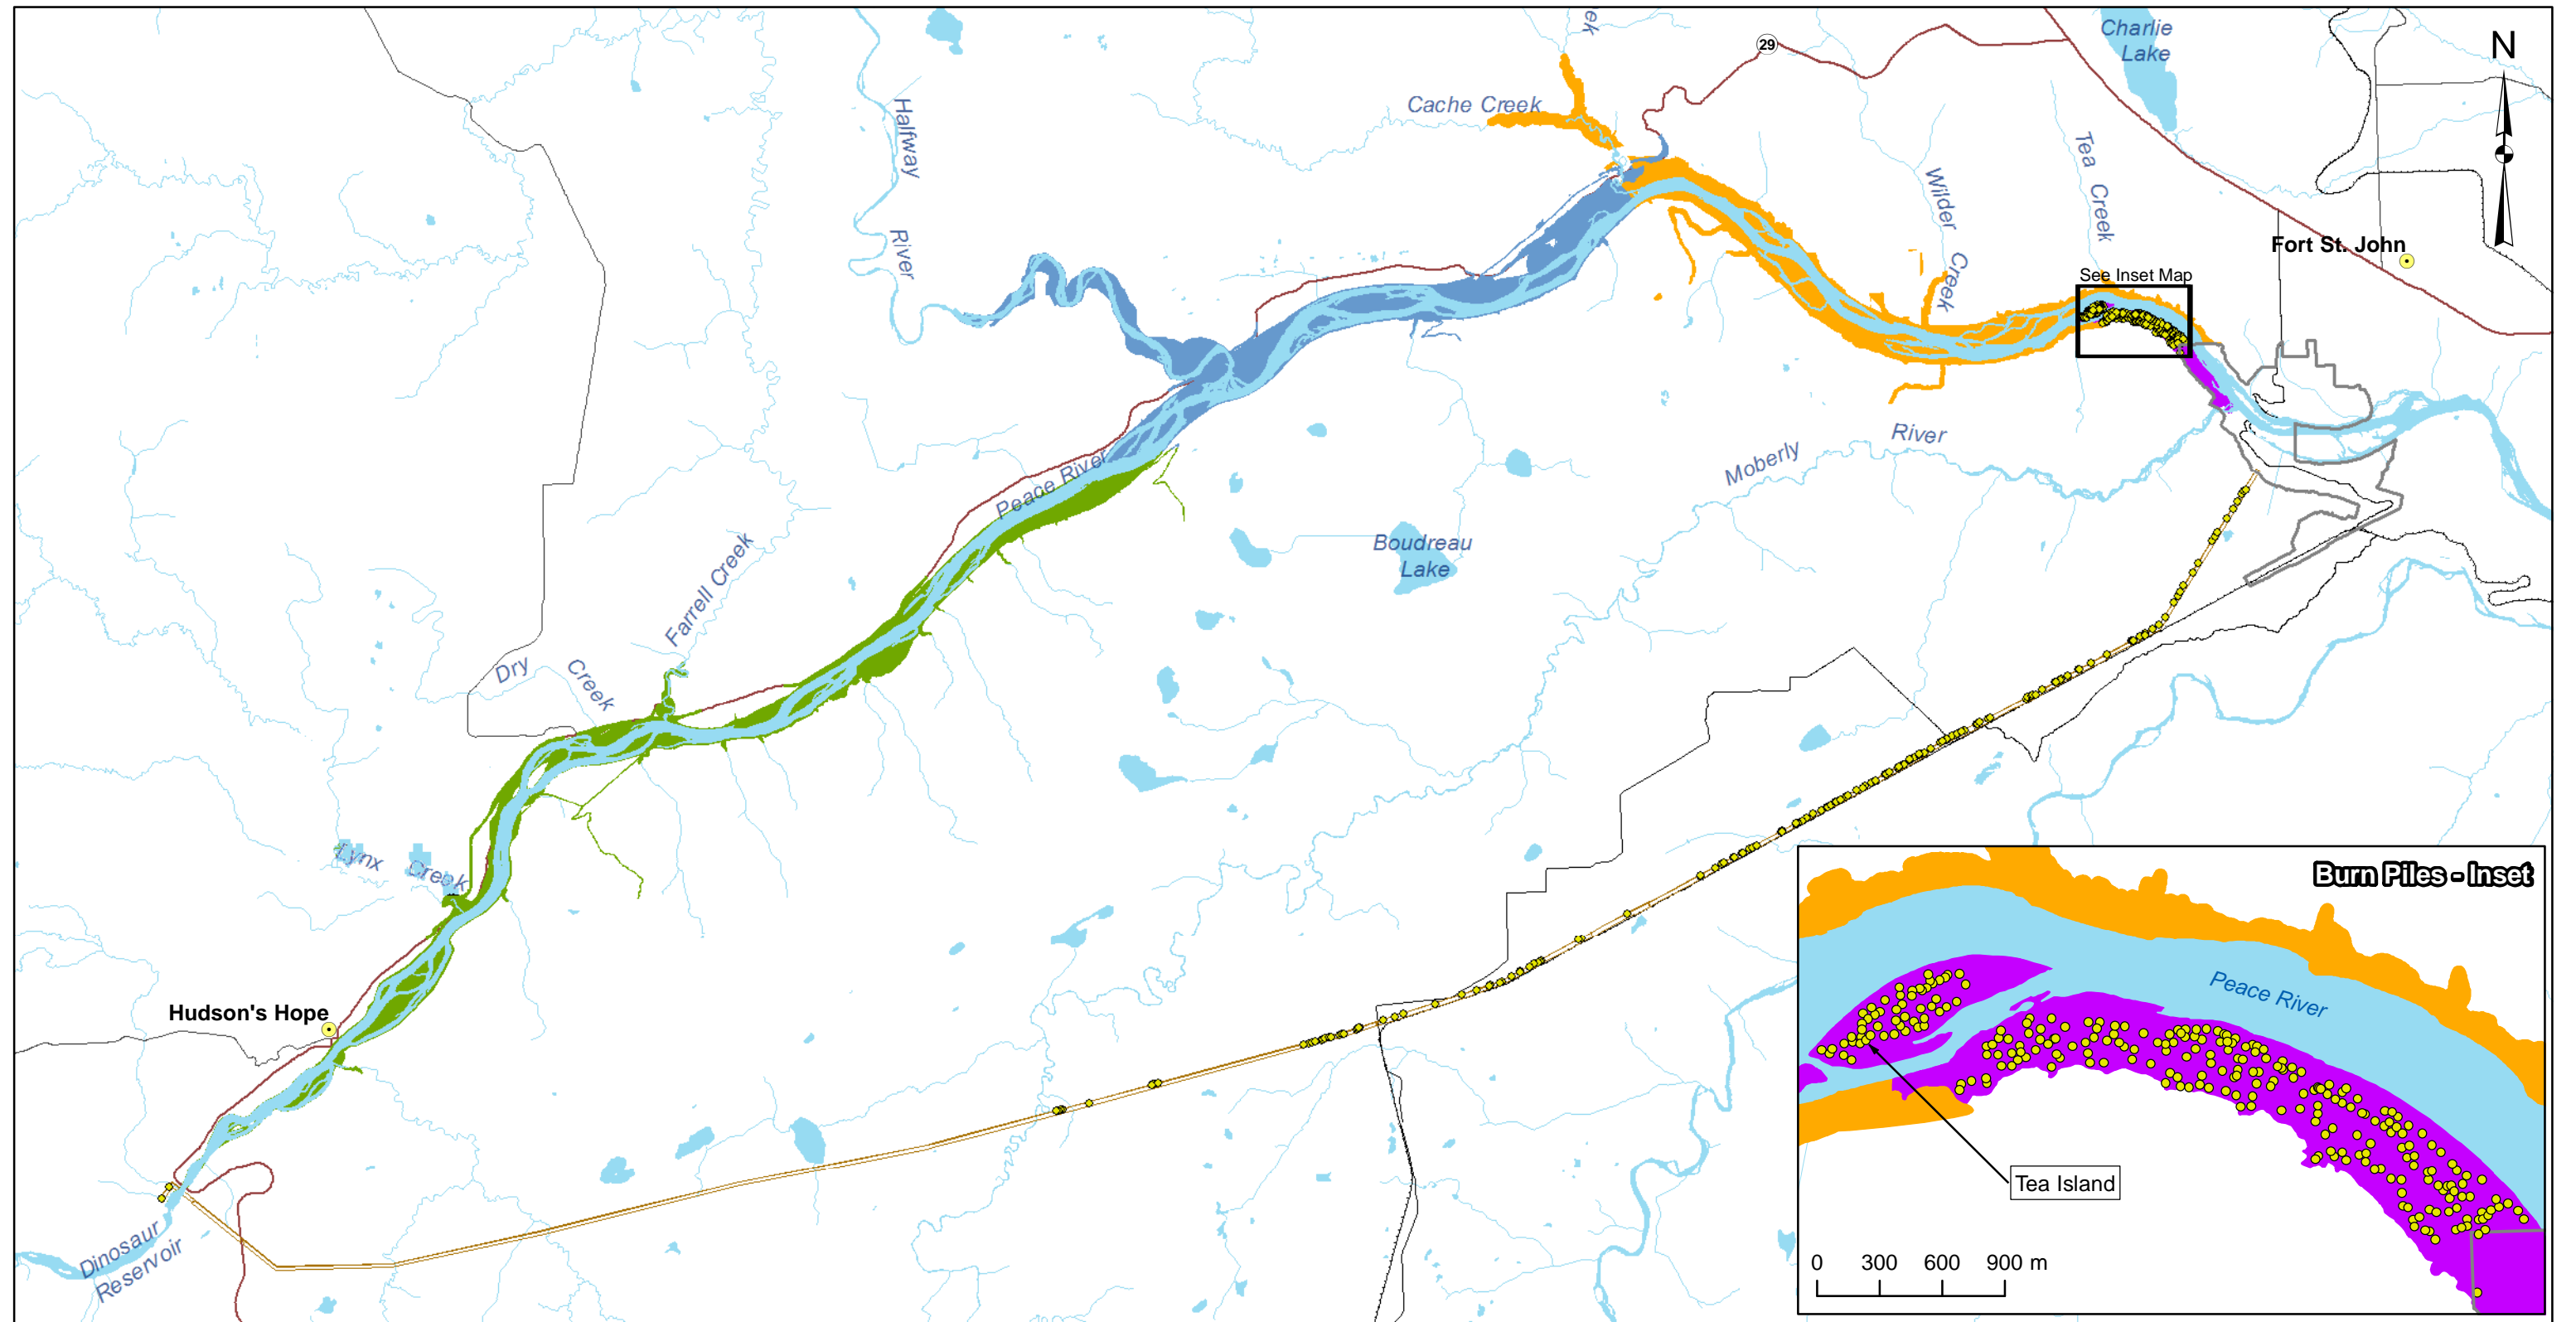 ek
29
Charlie
Lake
N
Cache Creek
Halfway
River
Wilder
Creek
Tea
Creek
Fort St. John
See Inset Map
Moberly
River
Peace River
Boudreau
Lake
Farrell Creek
Dry
Creek
Lynx
Creek
Hudson's Hope
Dinosaur
Reservoir
Burn Piles - Inset
Peace River
Tea Island
0 300 600 900 m